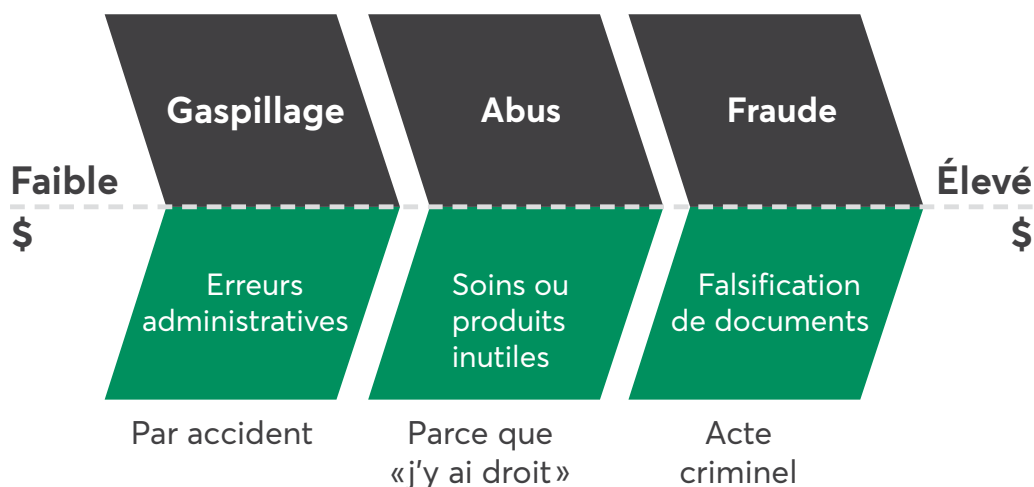 Gaspillage
Abus
Fraude
Faible
$
Élevé
$
Erreurs
administratives
Soins ou
produits
inutiles
Falsification
de documents
Par accident
Parce que
«j'y ai droit»
Acte
criminel